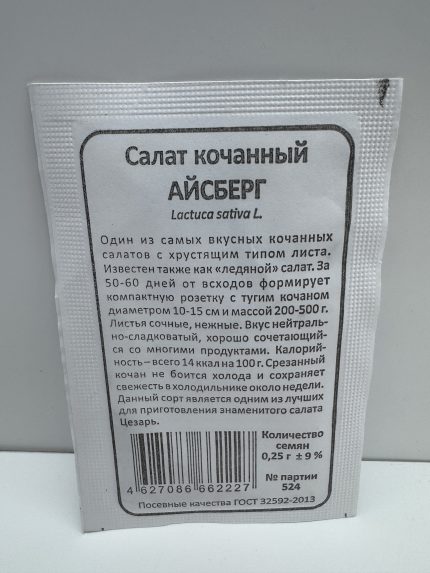 Салат кочанный
АЙСБЕРГ
Lactuca sativa L.
Один из самых вкусных кочанных
салатов с хрустящим типом листа.
Известен также как «ледяной» салат. За
50-60 дней от всходов формирует
компактную розетку с тугим кочаном
диаметром 10-15 см и массой 200-500 г.
Листья сочные, нежные. Вкус нейтраль-
но-сладковатый, хорошо сочетающий-
ся со многими продуктами. Калорий-
ность – всего 14 ккал на 100 г. Срезанный
кочан не боится холода и сохраняет
свежесть в холодильнике около недели.
Данный сорт является одним из лучших
для приготовления знаменитого салата
Цезарь.
Количество
семян
0,25 г ±9 %
№ партии
524
4 627086 662227
Посевные качества ГОСТ 32592-2013